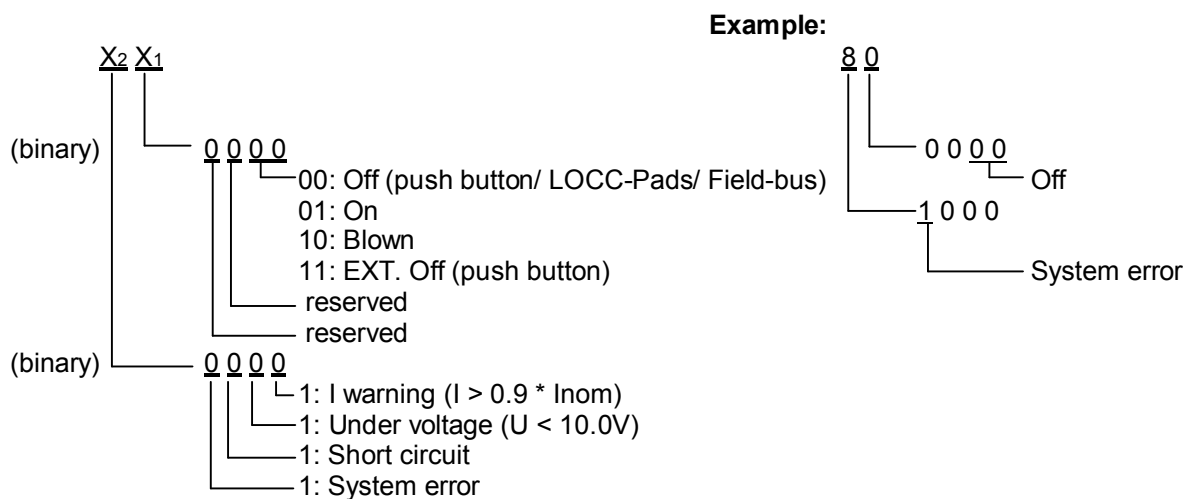 Example:
X2 X1
8 0
(binary) 0 0 0 0
0 0 0 0
00: Off (push button/ LOCC-Pads/ Field-bus)
Off
01: On
1 0 0 0
10: Blown
11: EXT. Off (push button)
System error
reserved
reserved
(binary) 0 0 0 0
1: I warning (I > 0.9 * Inom)
1: Under voltage (U < 10.0V)
1: Short circuit
1: System error